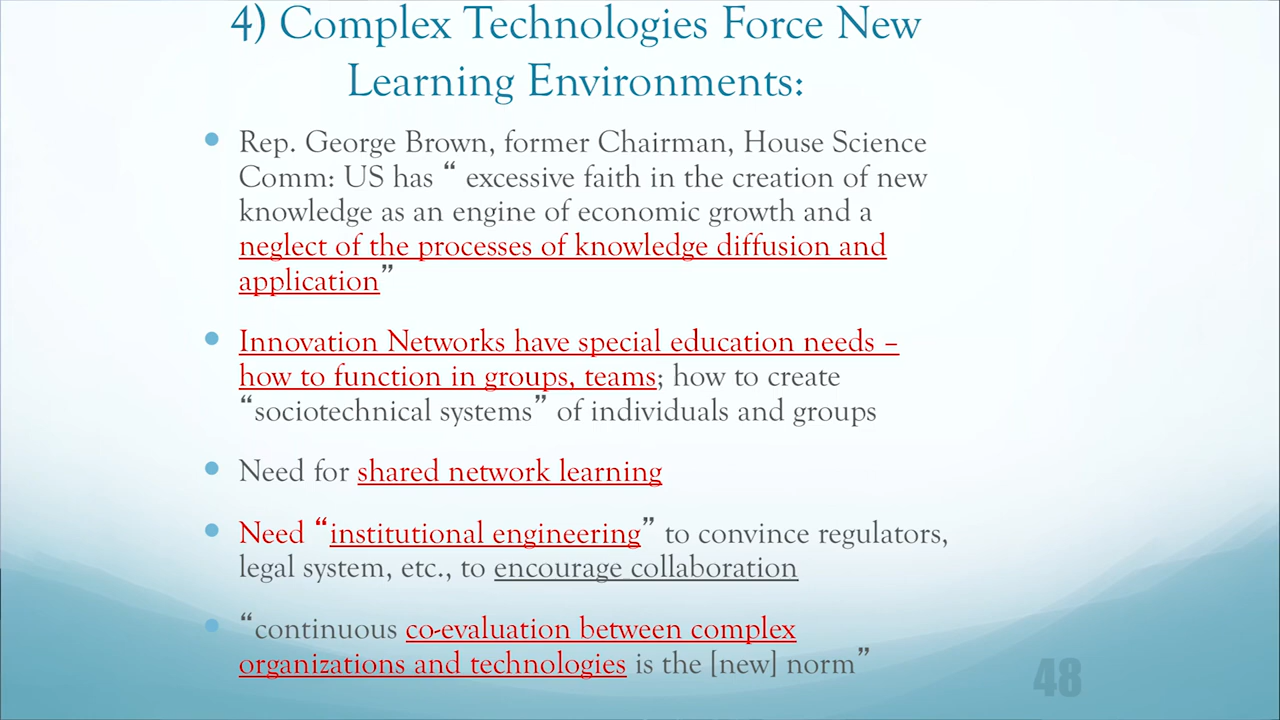 4) Complex Technologies Force New
Learning Environments:
• Rep. George Brown, former Chairman, House Science
Comm: US has “ excessive faith in the creation of new
knowledge as an engine of economic growth and a
neglect of the processes of knowledge diffusion and
application”
• Innovation Networks have special education needs –
how to function in groups, teams; how to create
“sociotechnical systems” of individuals and groups
• Need for shared network learning
• Need “institutional engineering” to convince regulators,
legal system, etc., to encourage collaboration
• “continuous co-evaluation between complex
organizations and technologies is the [new] norm”
48